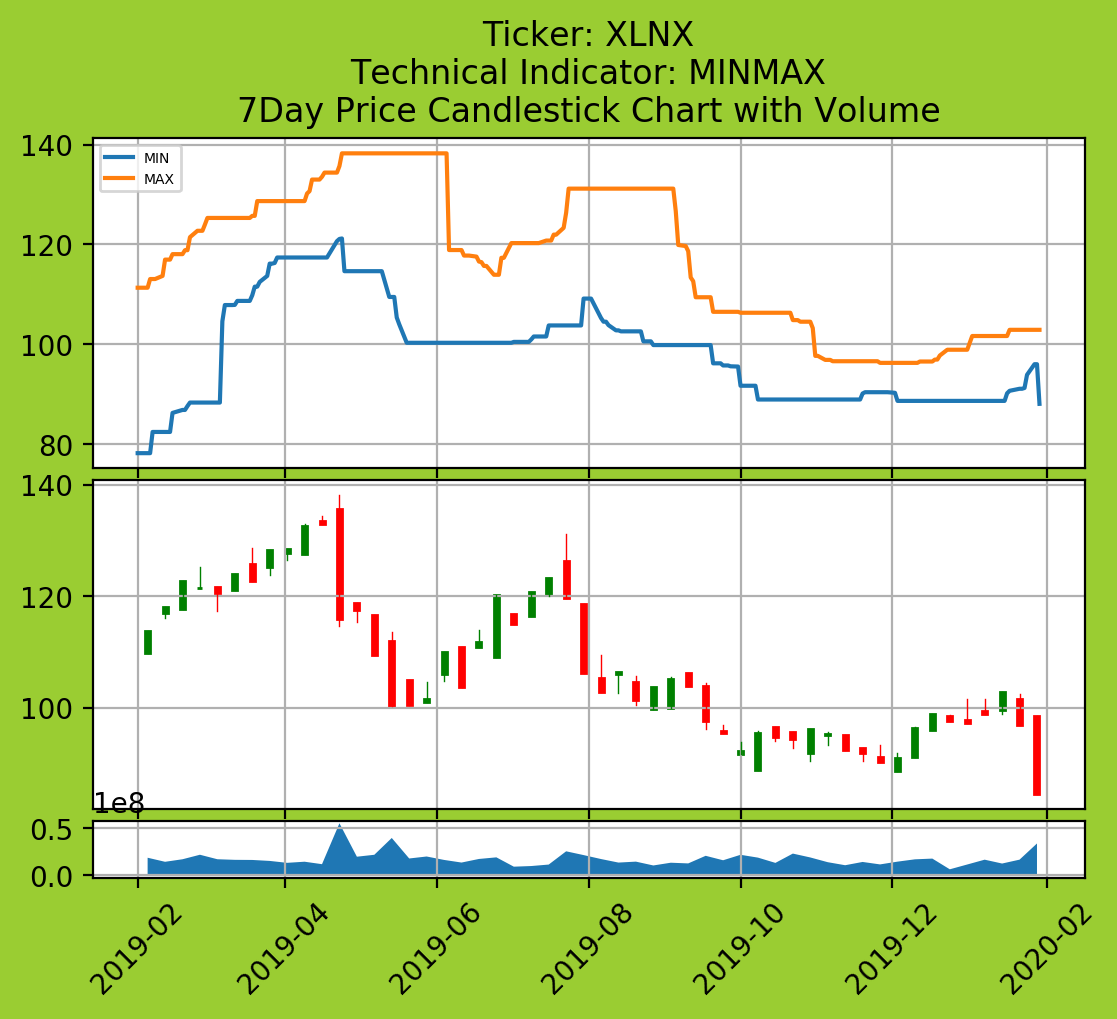 Ticker: XLNX
Technical Indicator: MINMAX
7Day Price Candlestick Chart with Volume
140
120
100
80
MIN
MAX
140
120
100
1e8
0.5
0.0
2019-02
2019-04
2019-06
2019-08
2019-10
2019-12
2020-02